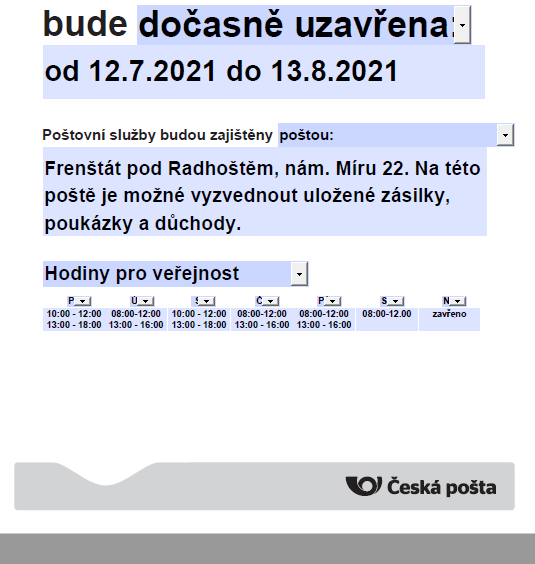 bude dočasně uzavřena:
od 12.7.2021 do 13.8.2021
Poštovní služby budou zajištěny poštou:
Frenštát pod Radhoštěm, nám. Míru 22. Na této
poště je možné vyzvednout uložené zásilky,
poukázky a důchody.
Hodiny pro veřejnost
P Ú S Č P S N
10:00 - 12:00 08:00-12:00 10:00 - 12:00 08:00-12:00 08:00-12:00 08:00-12.00 zavřeno
13:00 - 18:00 13:00 - 16:00 13:00 - 18:00 13:00 - 16:00 13:00 - 16:00
Česká pošta